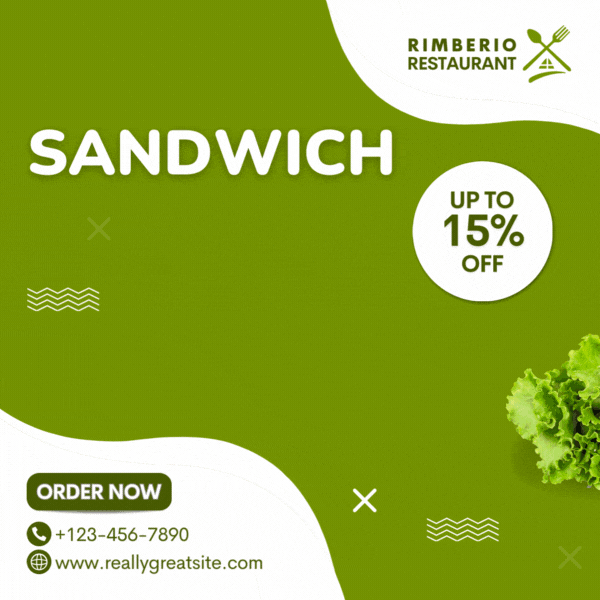 RIMBERIO
RESTAURANT
SANDWICH
UP TO
15%
OFF
ORDER NOW
+123-456-7890
www.reallygreatsite.com